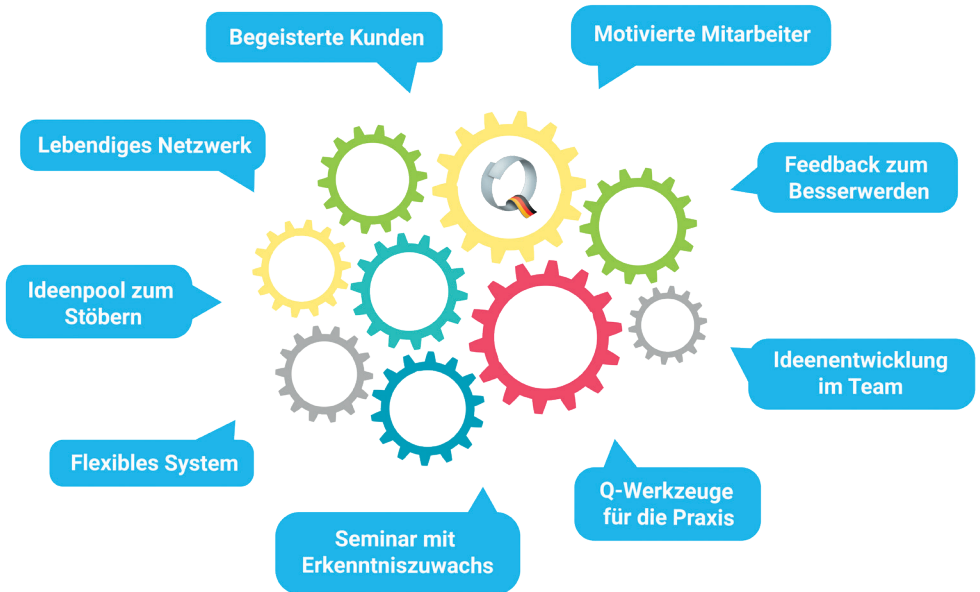 Begeisterte Kunden
Motivierte Mitarbeiter
Lebendiges Netzwerk
Q
Feedback zum
Besserwerden
Ideenpool zum
Stöbern
Ideenentwicklung
im Team
Flexibles System
Q-Werkzeuge
für die Praxis
Seminar mit
Erkenntniszuwachs